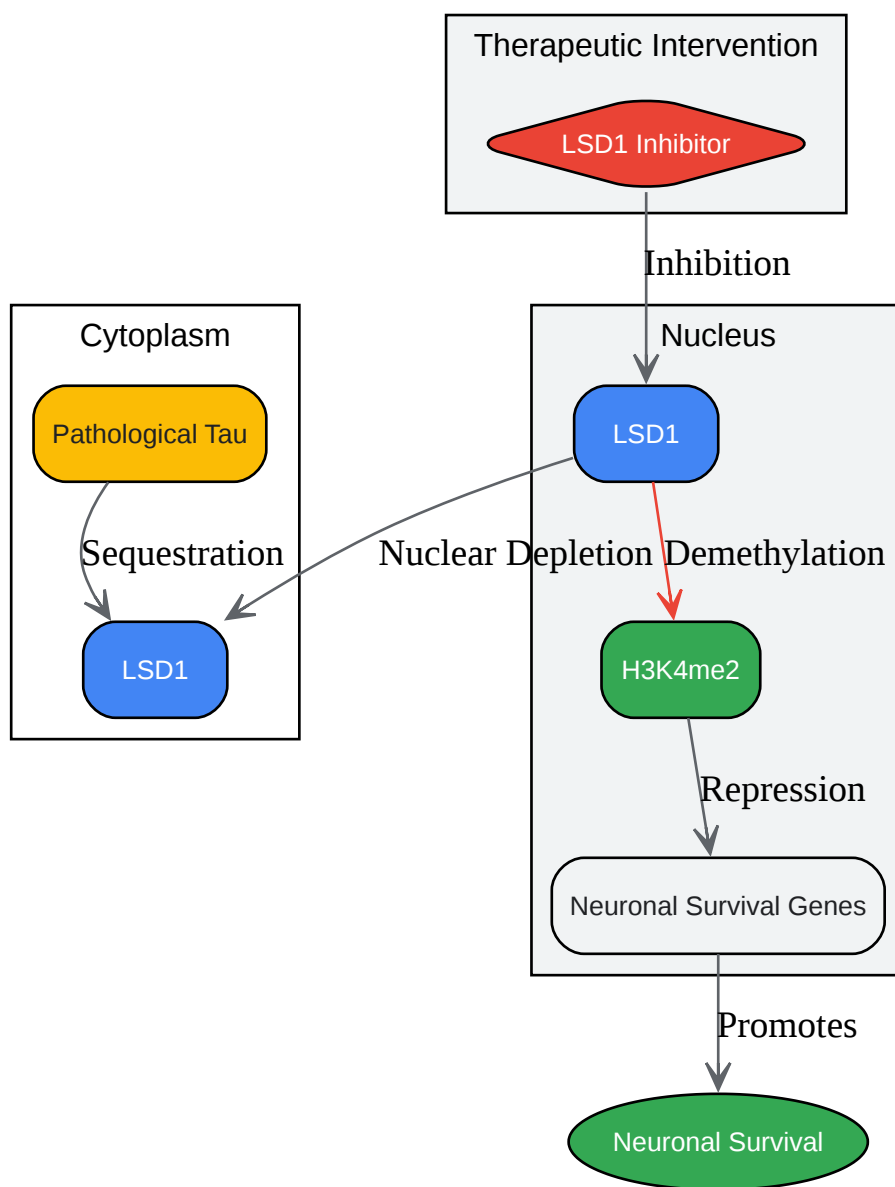 Therapeutic Intervention
LSD1 Inhibitor
Inhibition
Cytoplasm
Nucleus
Pathological Tau
LSD1
Sequestration
Nuclear Depletion
Demethylation
LSD1
H3K4me2
Repression
Neuronal Survival Genes
Promotes
Neuronal Survival